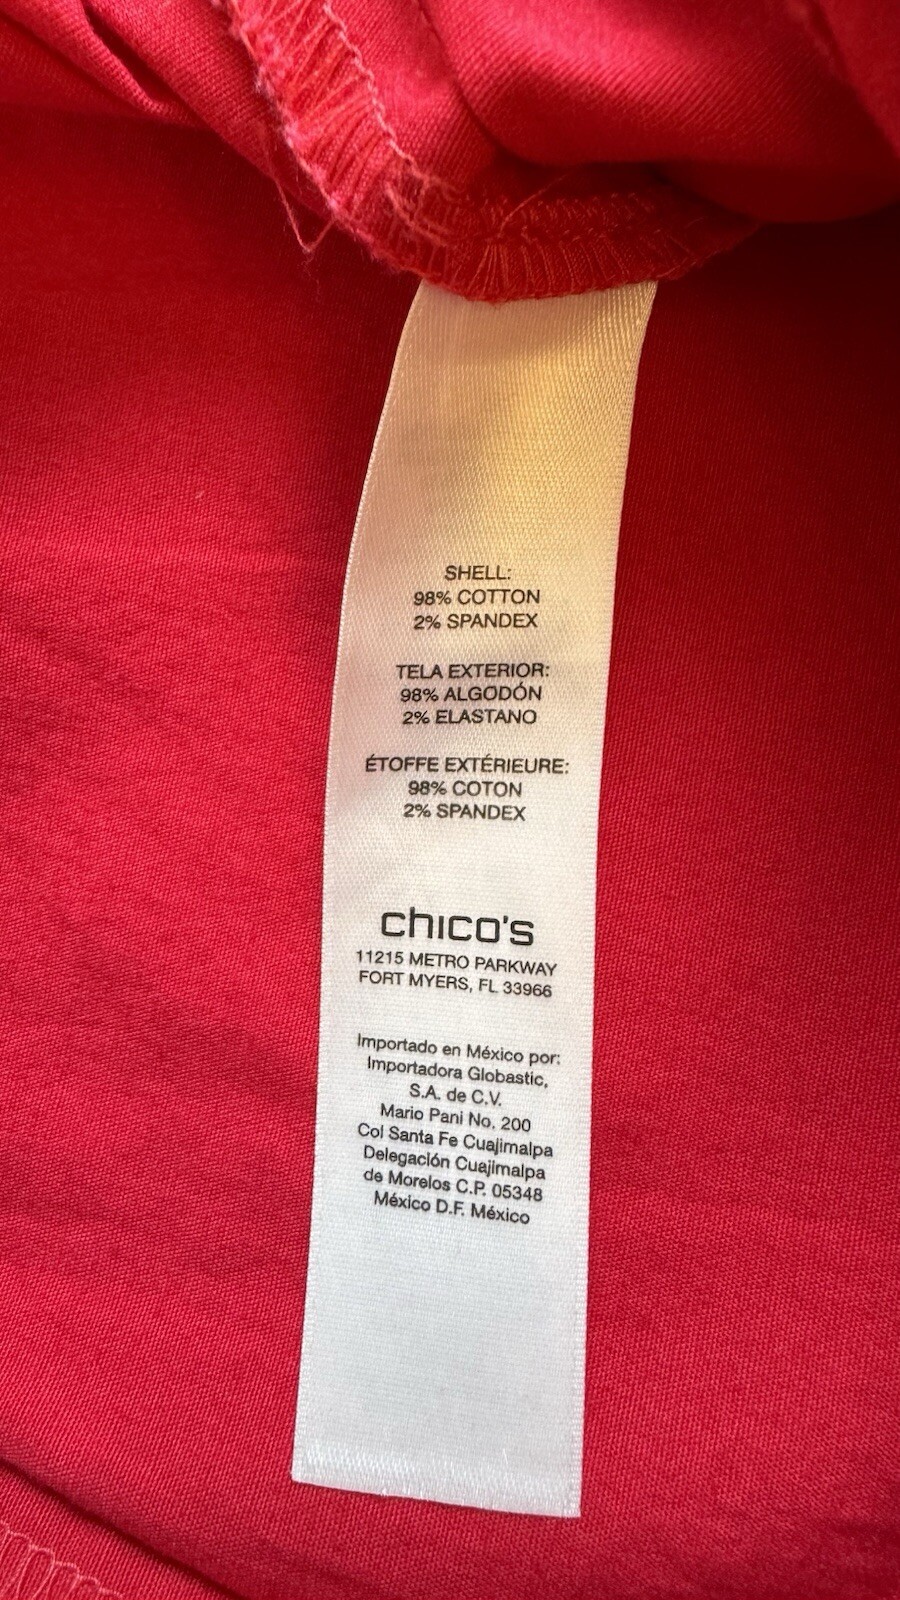 SHELL:
98% COTTON
2% SPANDEX
TELA EXTERIOR:
98% ALGODÓN
2% ELASTANO
ÉTOFFE EXTÉRIEURE:
98% COTON
2% SPANDEX
chico's
11215 METRO PARKWAY
FORT MYERS, FL 33966
Importado en México por:
Importadora Globastic,
S.A. de C.V.
Mario Pani No. 200
Col Santa Fe Cuajimalpa
Delegación Cuajimalpa
de Morelos C.P. 05348
México D.F. México